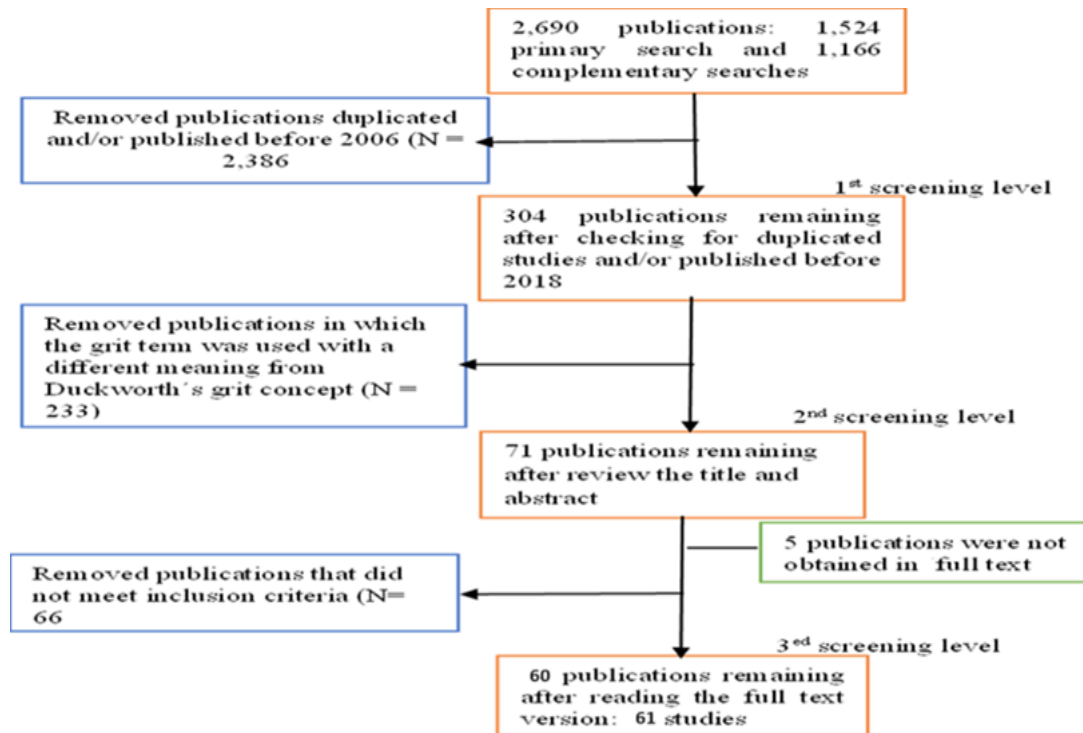 2,690 publications: 1,524
primary search and 1,166
complementary searches
Removed publications duplicated
and/or published before 2006 (N =
2,386
1st screening level
304 publications remaining
after checking for duplicated
studies and/or published before
2018
Removed publications in which
the grit term was used with a
different meaning from
Duckworth´s grit concept (N =
233)
2nd screening level
71 publications remaining
after review the title and
abstract
5 publications were not
obtained in full text
Removed publications that did
not meet inclusion criteria (N=
66
3ed screening level
60 publications remaining
after reading the full text
version: 61 studies